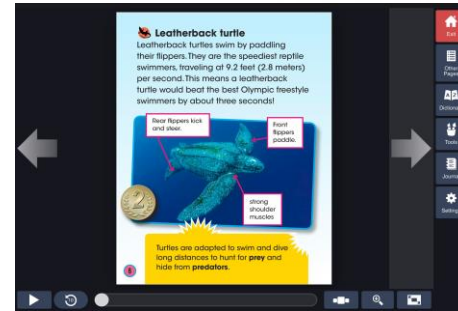 Leatherback turtle
Leatherback turtles swim by paddling
their flippers. They are the speediest reptile
swimmers, traveling at 9.2 feet (2.8 meters)
per second. This means a leatherback
turtle would beat the best Olympic freestyle
swimmers by about three seconds!
Rear flippers kick
and steer.
Front
flippers
paddle.
strong
shoulder
muscles
2
Turtles are adapted to swim and dive
long distances to hunt for prey and
hide from predators.
Exit
Other
Pages
Dictionary
Tools
Journal
Settings